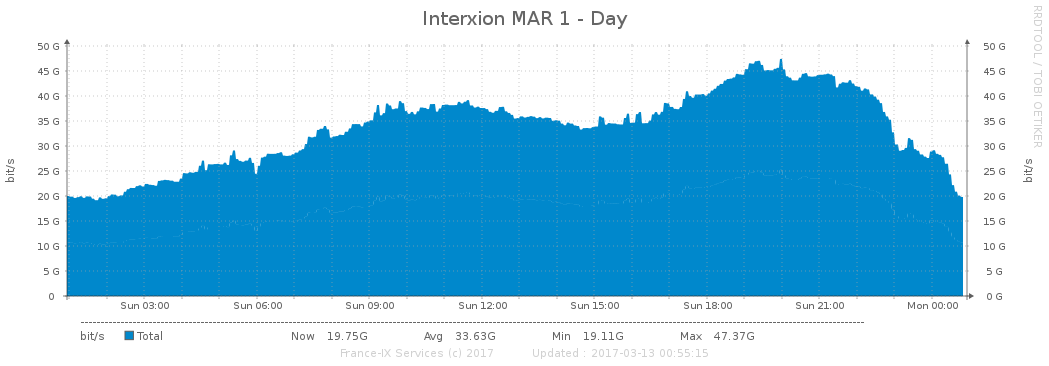 Interxion MAR 1 - Day
RRDTOOL / TOBI OETIKER
50 G 50 G
45 G 45 G
40 G 40 G
35 G 35 G
30 G 30 G
25 G 25 G
20 G 20 G
15 G 15 G
10 G 10 G
5 G 5 G
0 0 G
bit/s
bit/s
Sun 03:00 Sun 06:00 Sun 09:00 Sun 12:00 Sun 15:00 Sun 18:00 Sun 21:00 Mon 00:00
bit/s Total Now 19.75G Avg 33.63G Min 19.11G Max 47.37G
France-IX Services (c) 2017 Updated : 2017-03-13 00:55:15